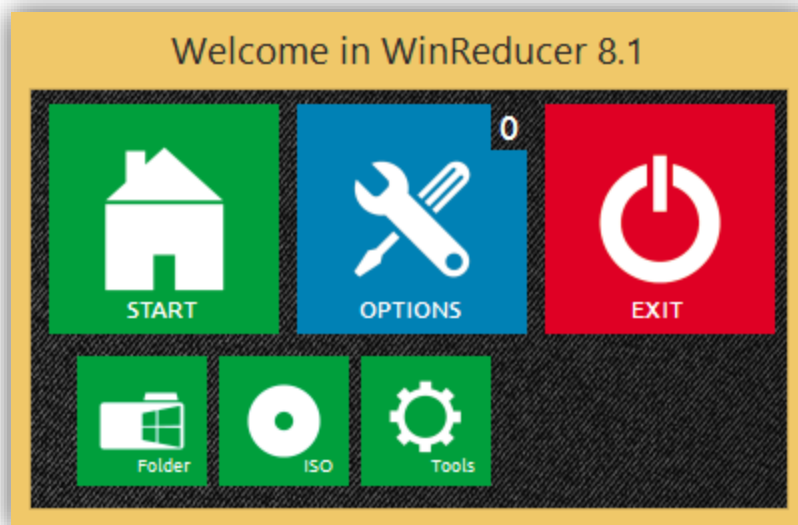 Welcome in WinReducer 8.1
0
START
OPTIONS
EXIT
Folder
ISO
Tools